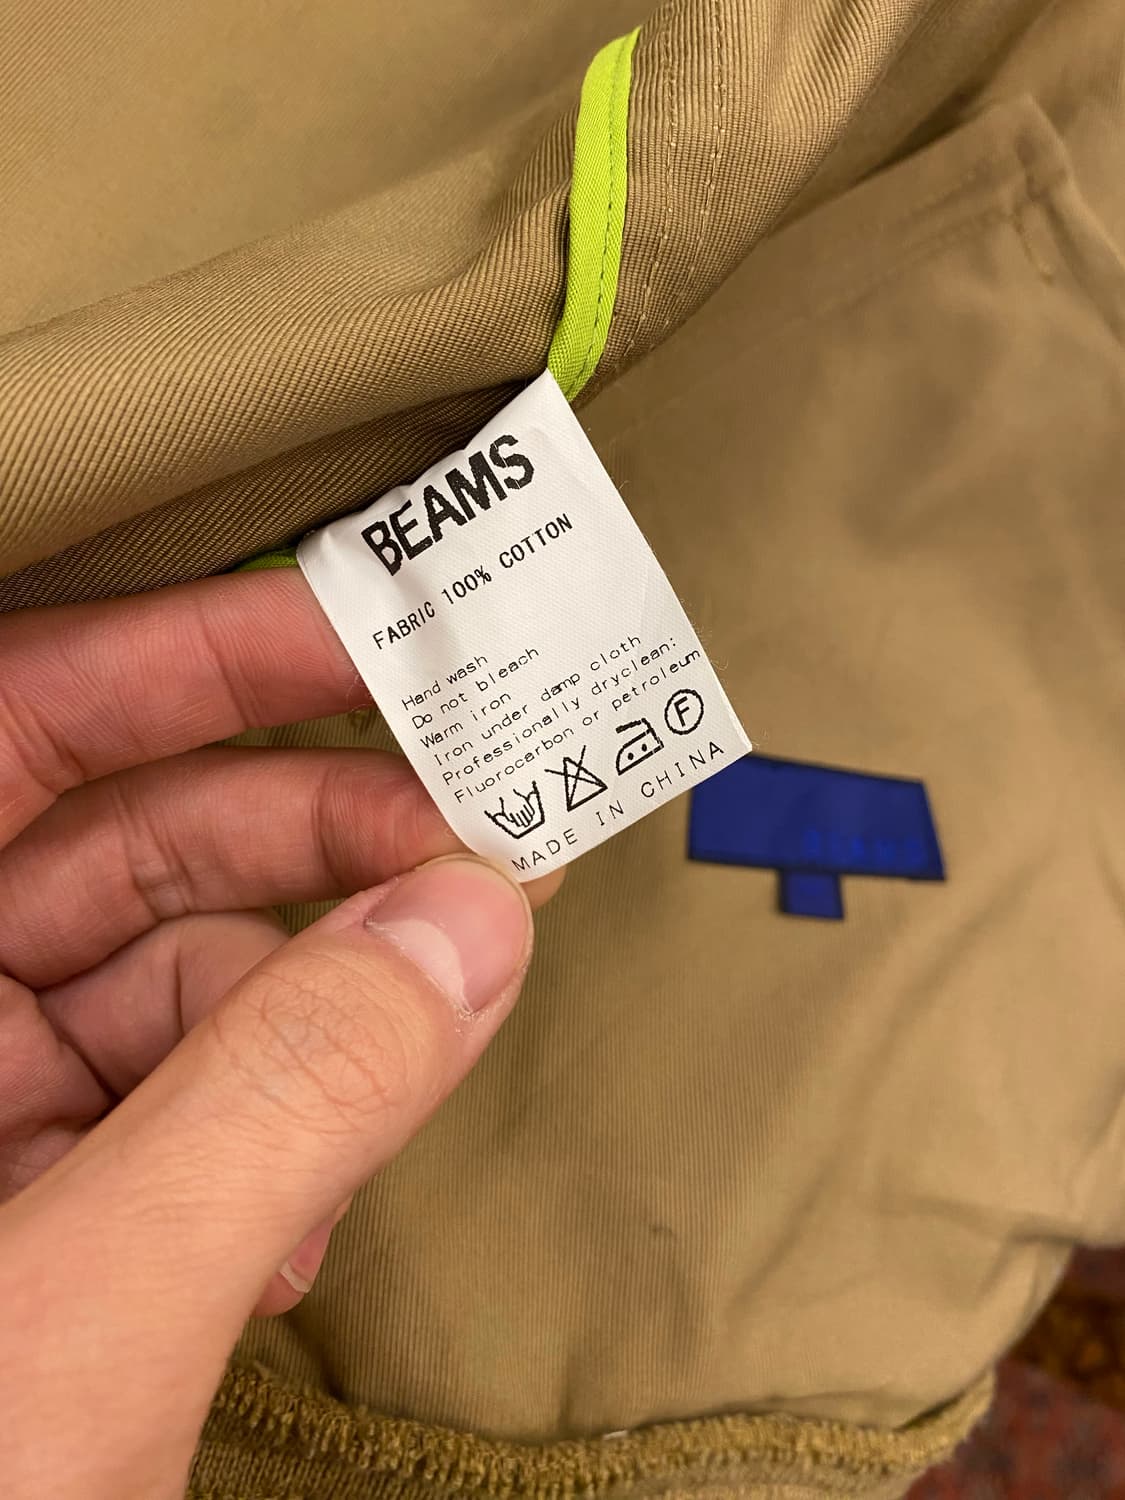 BEAMS
FABRIC 100% COTTON
Hand wash
Do not bleach
Warm iron
Iron under damp cloth
Professionally dryclean:
Fluorocarbon or petroleum
F
MADE IN CHINA
BEAMS